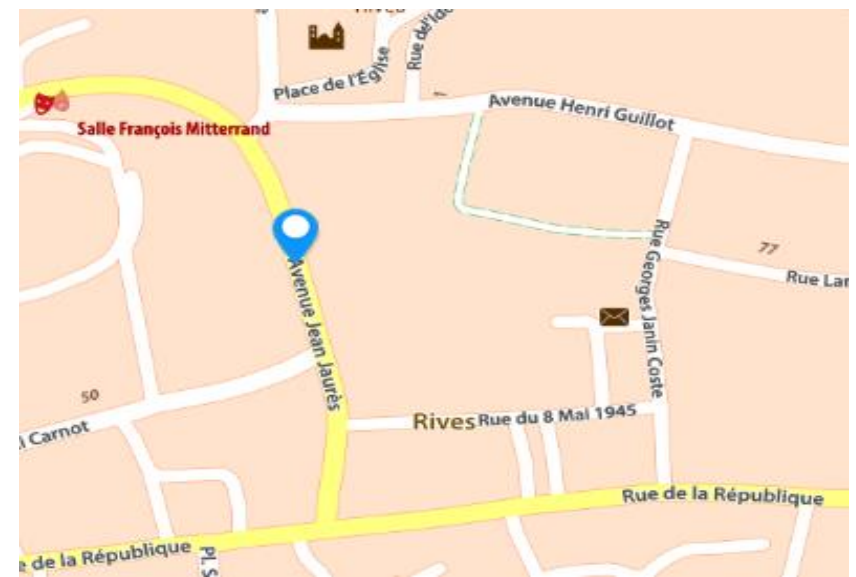 Rives
Place de l'Église
Avenue Henri Guillot
Salle François Mitterrand
Avenue Jean Jaurès
Rue Georges Janin Coste
77
50
Carnot
Rives
Rue du 8 Mai 1945
Rue de la République
de la République